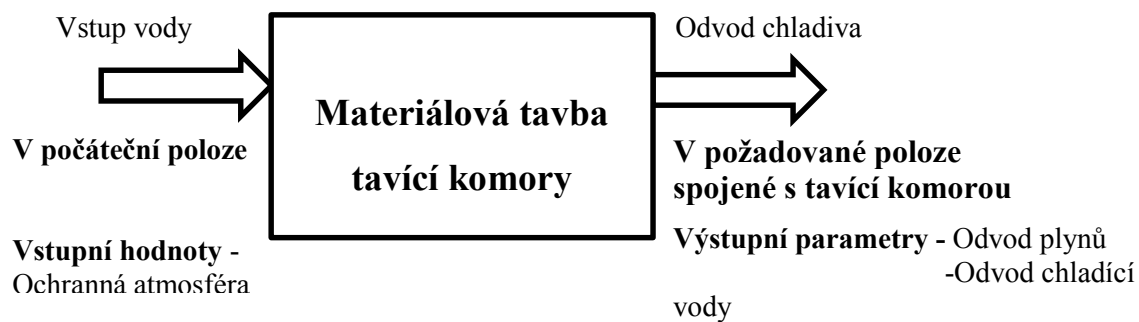 Vstup vody
V počáteční poloze
Vstupní hodnoty -
Ochranná atmosféra
Materiálová tavba
tavící komory
Odvod chladiva
V požadované poloze
spojené s tavící komorou
Výstupní parametry - Odvod plynů
-Odvod chladící
vody